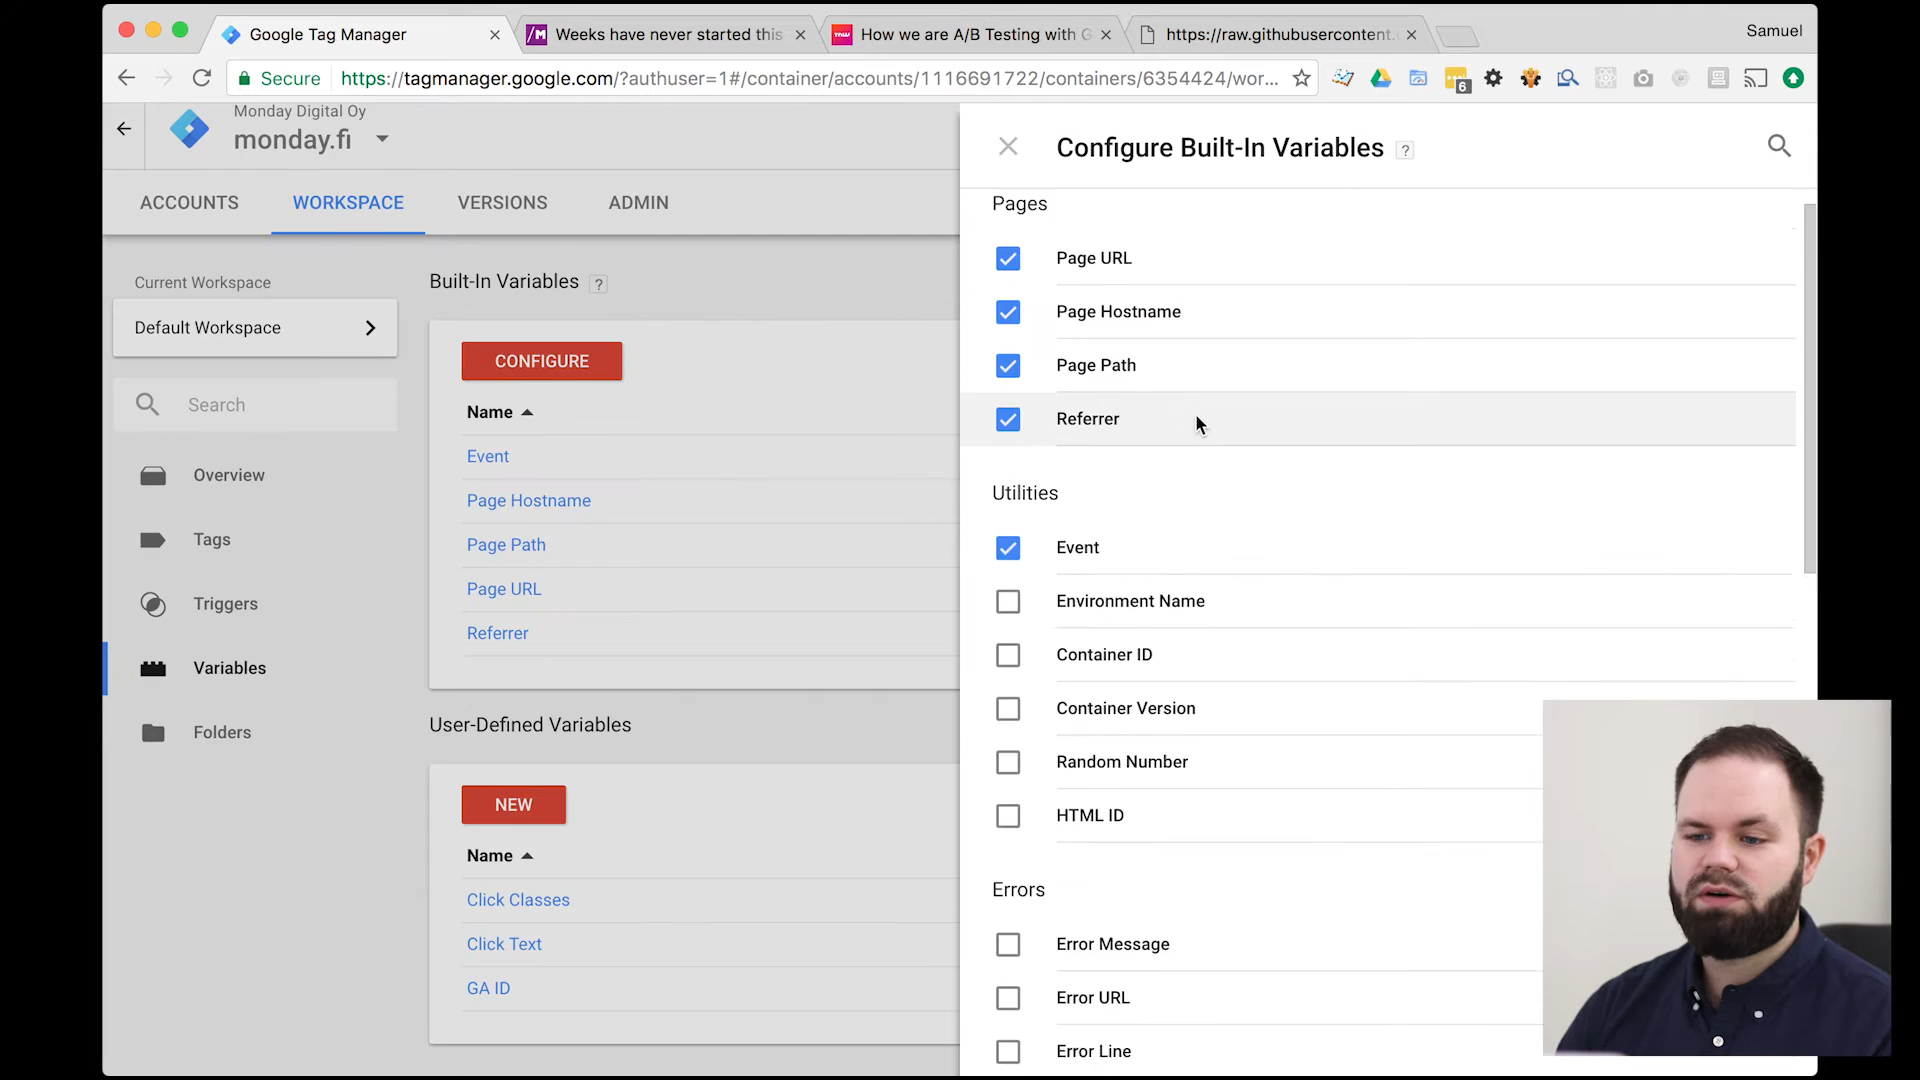 Google Tag Manager
Weeks have never started this
TNW
How we are A/B Testing with G
https://raw.githubusercontent.c
Samuel
Secure
https://tagmanager.google.com/?authuser=1#/container/accounts/1116691722/containers/6354424/wor...
6
Monday Digital Oy
monday.fi
Configure Built-In Variables ?
ACCOUNTS
WORKSPACE
VERSIONS
ADMIN
Current Workspace
Default Workspace
Search
Overview
Tags
Triggers
Variables
Folders
Built-In Variables ?
CONFIGURE
Name
Event
Page Hostname
Page Path
Page URL
Referrer
User-Defined Variables
NEW
Name
Click Classes
Click Text
GA ID
Pages
Page URL
Page Hostname
Page Path
Referrer
Utilities
Event
Environment Name
Container ID
Container Version
Random Number
HTML ID
Errors
Error Message
Error URL
Error Line